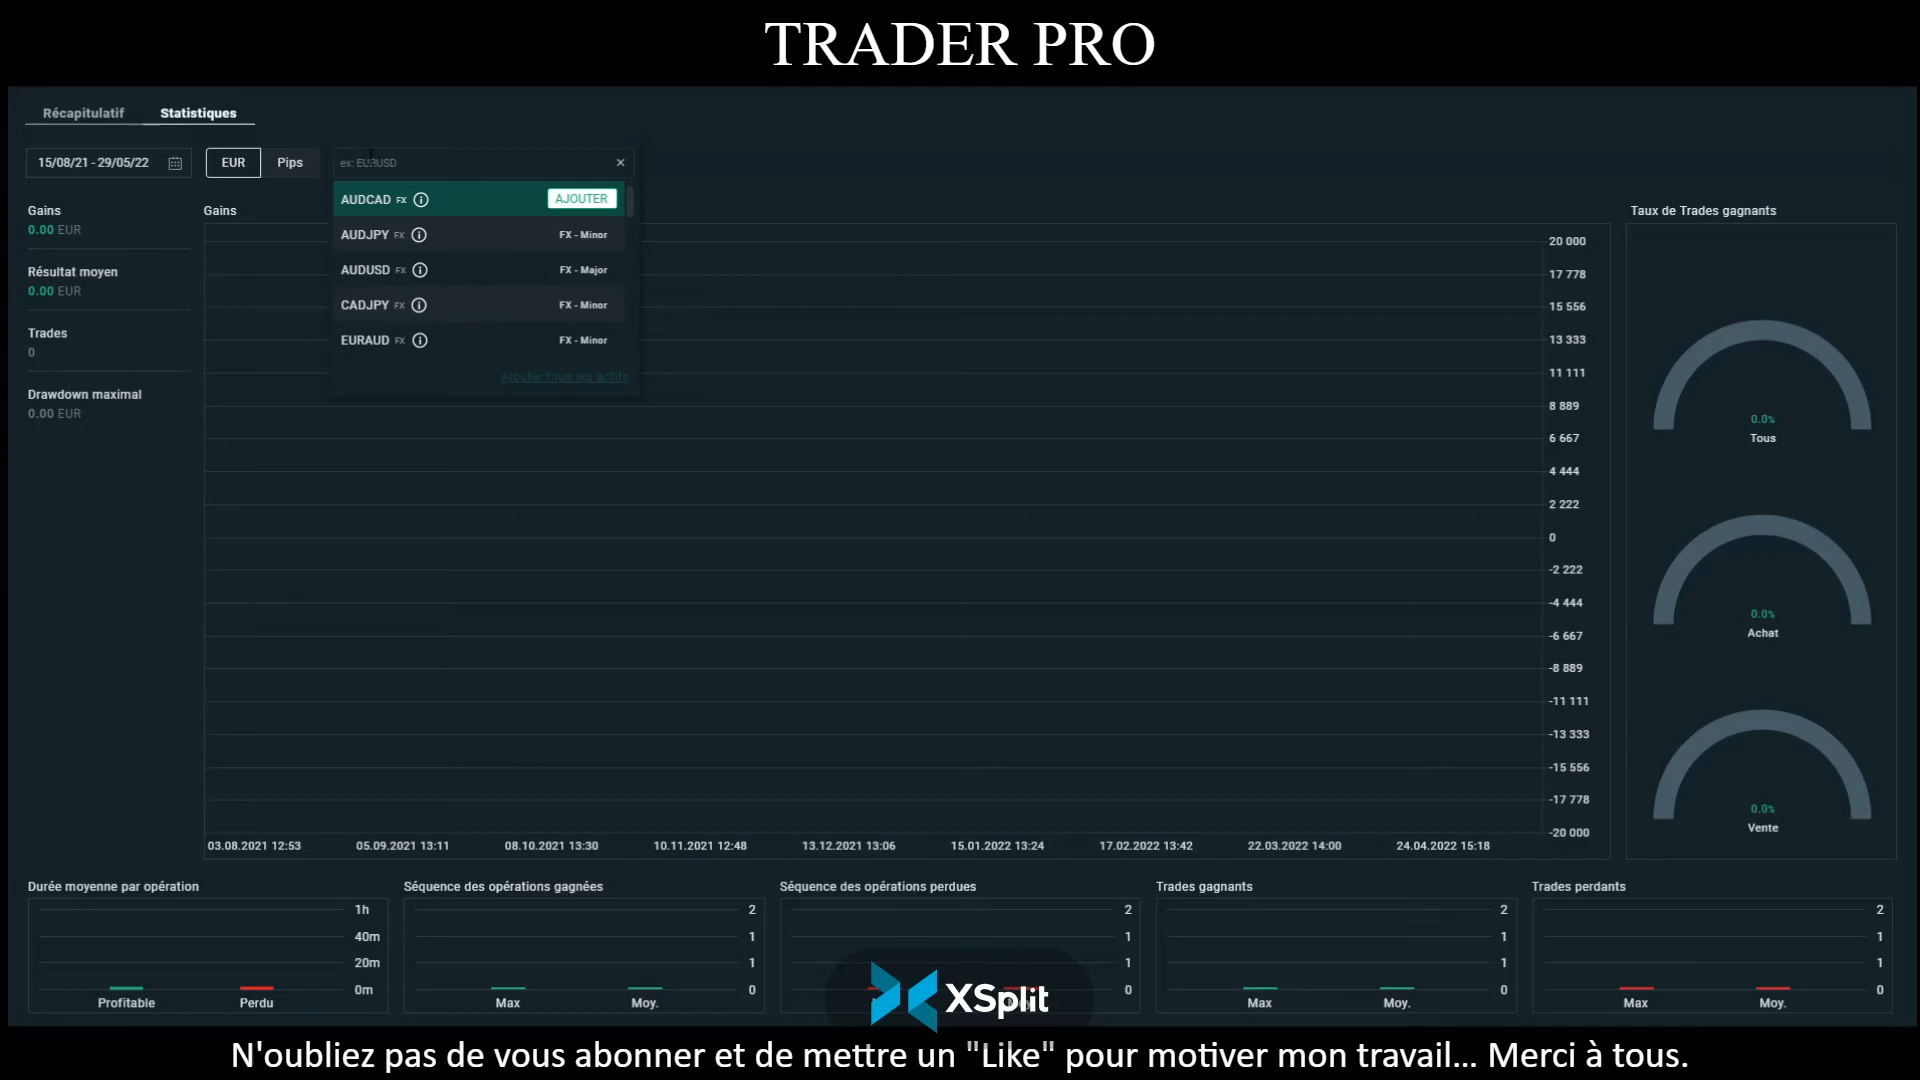 TRADER PRO
Récapitulatif
Statistiques
15/08/21 - 29/05/22
EUR
Pips
ex: EURUSD
×
AUDCAD FX i
AJOUTER
AUDJPY FX i
FX - Minor
AUDUSD FX i
FX - Major
CADJPY FX i
FX - Minor
EURAUD FX i
FX - Minor
Ajouter tous les actifs
Gains
0.00 EUR
Résultat moyen
0.00 EUR
Trades
0
Drawdown maximal
0.00 EUR
Gains
20 000
17 778
15 556
13 333
11 111
8 889
6 667
4 444
2 222
0
-2 222
-4 444
-6 667
-8 889
-11 111
-13 333
-15 556
-17 778
-20 000
03.08.2021 12:53
05.09.2021 13:11
08.10.2021 13:30
10.11.2021 12:48
13.12.2021 13:06
15.01.2022 13:24
17.02.2022 13:42
22.03.2022 14:00
24.04.2022 15:18
Taux de Trades gagnants
0.0%
Tous
0.0%
Achat
0.0%
Vente
Durée moyenne par opération
1h
40m
20m
0m
Profitable
Perdu
Séquence des opérations gagnées
2
1
1
0
Max
Moy.
Séquence des opérations perdues
2
1
1
0
XSplit
Trades gagnants
2
1
1
0
Max
Moy.
Trades perdants
2
1
1
0
Max
Moy.
N'oubliez pas de vous abonner et de mettre un "Like" pour motiver mon travail... Merci à tous.